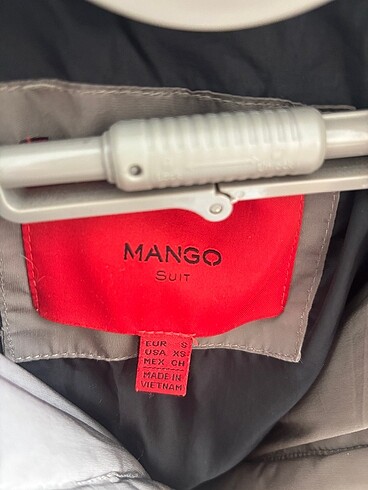 MANGO
SUIT
EUR S
USA XS
MEX CH
MADE IN
VIETNAM